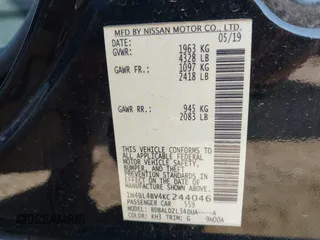 MFD BY NISSAN MOTOR CO., LTD.
DATE: 05/19
GVWR: 1963 KG
4328 LB
GAWR FR.: 1097 KG
2418 LB
GAWR RR.: 945 KG
2083 LB
THIS VEHICLE CONFORMS TO
ALL APPLICABLE FEDERAL
MOTOR VEHICLE SAFETY,
BUMPER, AND THEFT
PREVENTION STANDARDS IN
EFFECT ON THE DATE OF
MANUFACTURE SHOWN ABOVE.
1N4BL4BV4KC244046
PASSENGER CAR 559
MODEL:
COLOR: KH3 TRIM: G